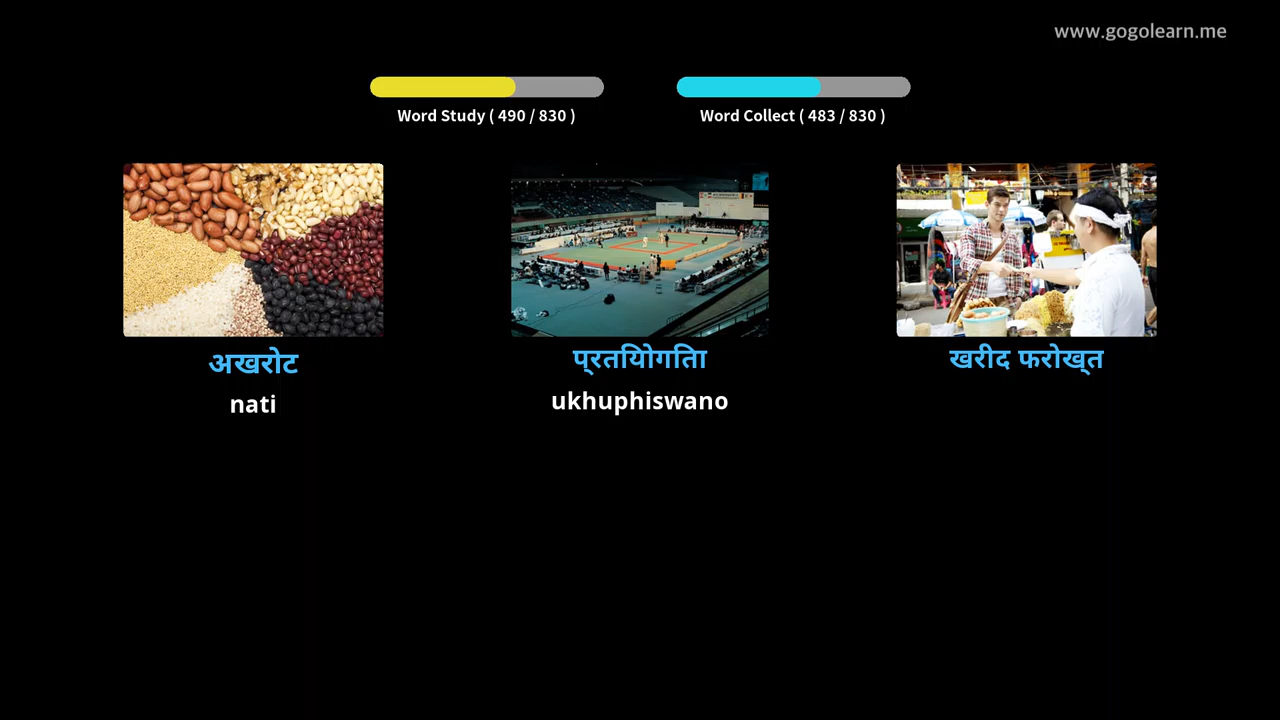 www.gogolearn.me
Word Study ( 490 / 830 )
Word Collect ( 483 / 830 )
अखरोट
प्रतियोगिता
खरीद फरोख्त
nati
ukhuphiswano